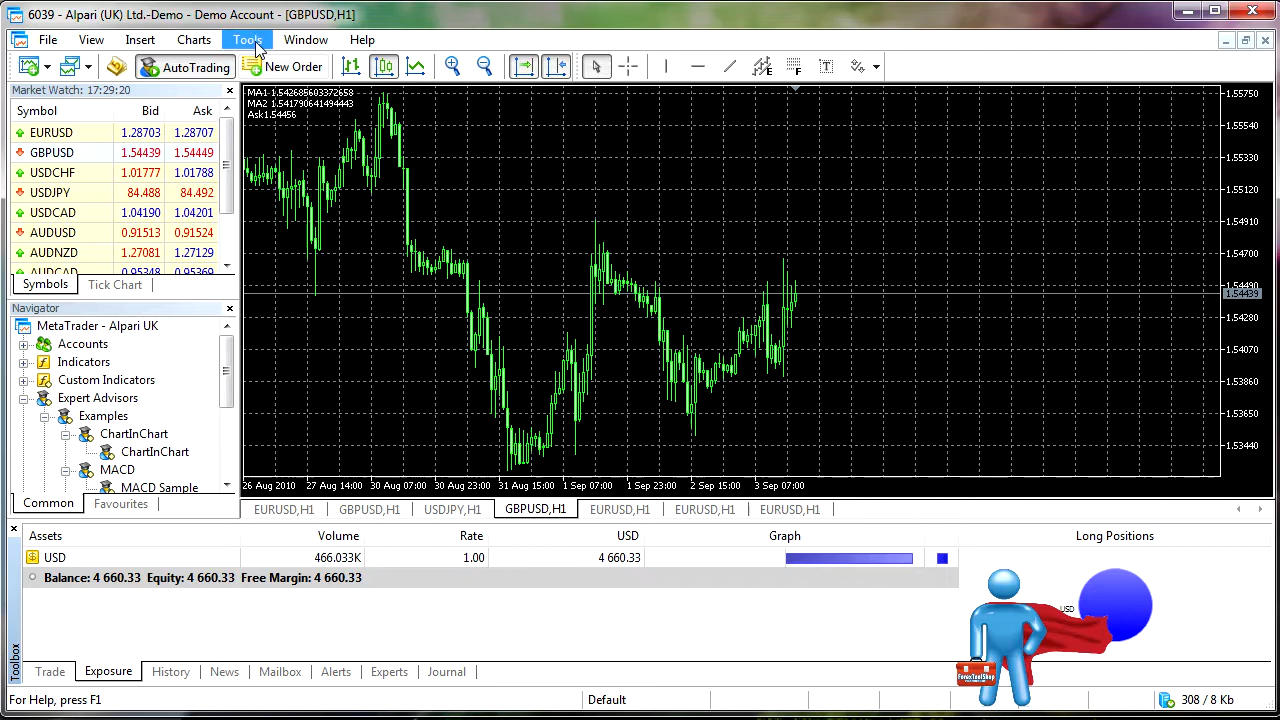 6039 - Alpari (UK) Ltd.-Demo - Demo Account - [GBPUSD,H1]
File View Insert Charts Tools Window Help
AutoTrading New Order E F T
Market Watch: 17:29:20
Symbol Bid Ask
EURUSD 1.28703 1.28707
GBPUSD 1.54439 1.54449
USDCHF 1.01777 1.01788
USDJPY 84.488 84.492
USDCAD 1.04190 1.04201
AUDUSD 0.91513 0.91524
AUDNZD 1.27081 1.27129
AUDCAD 0.95348 0.95369
Symbols Tick Chart
Navigator
MetaTrader - Alpari UK
Accounts
Indicators
Custom Indicators
Expert Advisors
Examples
ChartInChart
ChartInChart
MACD
MACD Sample
Common Favourites
MA1 1.542685603372658
MA2 1.541790641494443
Ask1.54456
1.55750
1.55540
1.55330
1.55120
1.54910
1.54700
1.54490
1.54439
1.54280
1.54070
1.53860
1.53650
1.53440
26 Aug 2010 27 Aug 14:00 30 Aug 07:00 30 Aug 23:00 31 Aug 15:00 1 Sep 07:00 1 Sep 23:00 2 Sep 15:00 3 Sep 07:00
EURUSD,H1 GBPUSD,H1 USDJPY,H1 GBPUSD,H1 EURUSD,H1 EURUSD,H1 EURUSD,H1
Assets Volume Rate USD Graph Long Positions
USD 466.033K 1.00 4 660.33
Balance: 4 660.33 Equity: 4 660.33 Free Margin: 4 660.33
USD
ForexToolShop
Toolbox
Trade Exposure History News Mailbox Alerts Experts Journal
For Help, press F1 Default 308 / 8 Kb